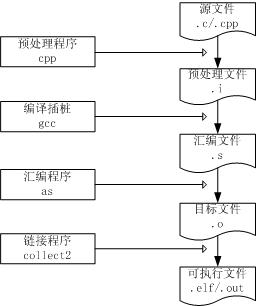 源文件
.c/.cpp
预处理程序
cpp
预处理文件
.i
编译插桩
gcc
汇编文件
.s
汇编程序
as
目标文件
.o
链接程序
collect2
可执行文件
.elf/.out